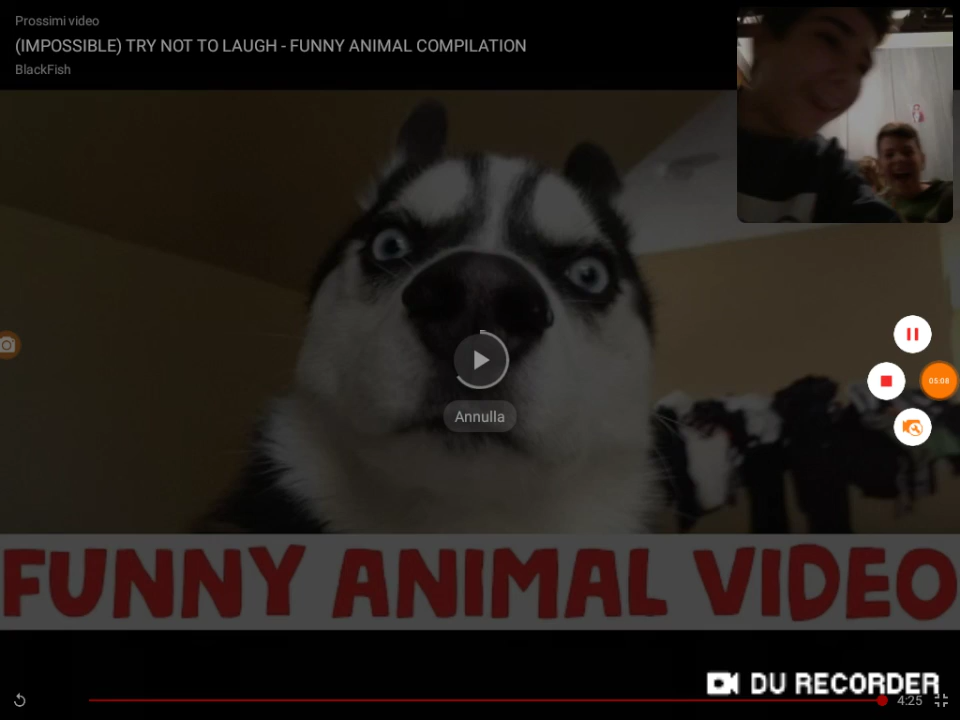 Prossimi video
(IMPOSSIBLE) TRY NOT TO LAUGH - FUNNY ANIMAL COMPILATION
BlackFish
05:08
Annulla
FUNNY ANIMAL VIDEO
DU RECORDER
4:25